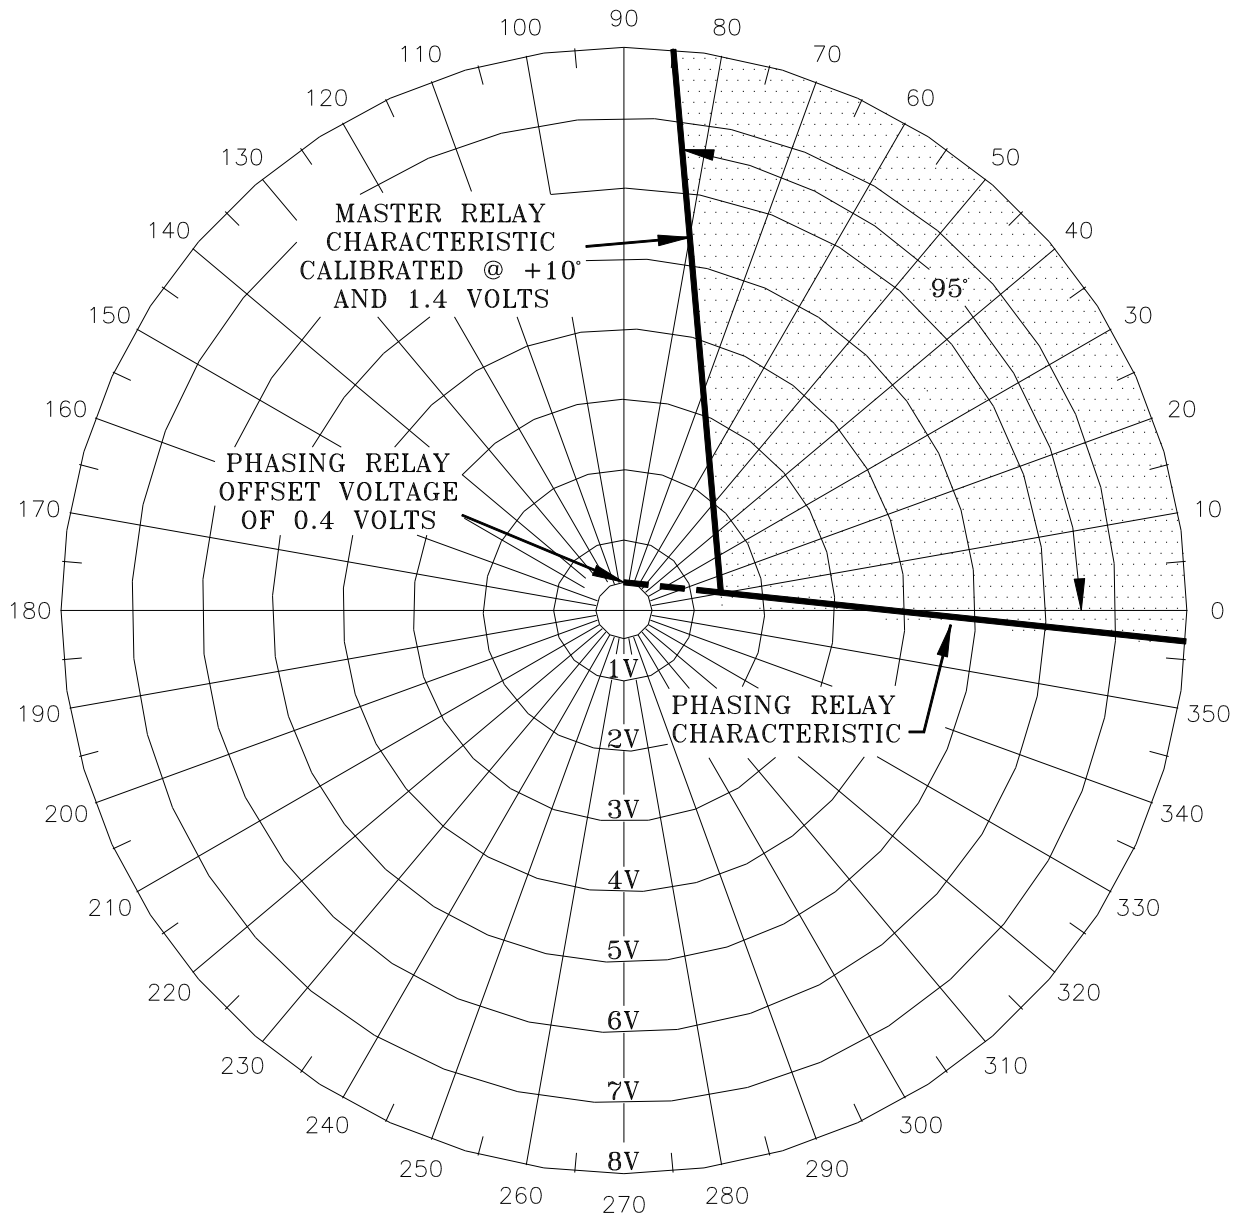 90
100
80
110
70
120
60
130
50
140
40
150
30
160
20
170
10
180
0
190
350
200
340
210
330
220
320
230
310
240
300
250
290
260
280
270
MASTER RELAY
CHARACTERISTIC
CALIBRATED @ +10°
AND 1.4 VOLTS
95°
PHASING RELAY
OFFSET VOLTAGE
OF 0.4 VOLTS
PHASING RELAY
CHARACTERISTIC
1V
2V
3V
4V
5V
6V
7V
8V